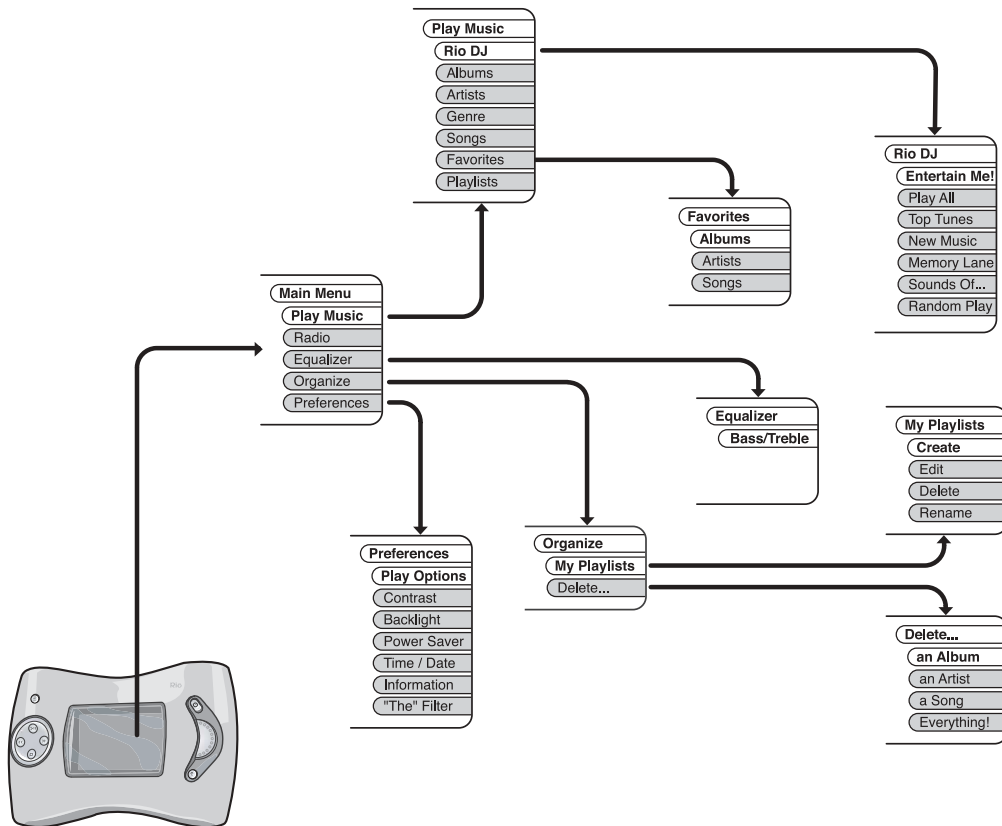 Play Music
Rio DJ
Albums
Artists
Genre
Songs
Favorites
Playlists
Rio DJ
Entertain Me!
Play All
Top Tunes
New Music
Memory Lane
Sounds Of...
Random Play
Favorites
Albums
Artists
Songs
Main Menu
Play Music
Radio
Equalizer
Organize
Preferences
Equalizer
Bass/Treble
My Playlists
Create
Edit
Delete
Rename
Organize
My Playlists
Delete...
Preferences
Play Options
Contrast
Backlight
Power Saver
Time / Date
Information
"The" Filter
Delete...
an Album
an Artist
a Song
Everything!
Rio